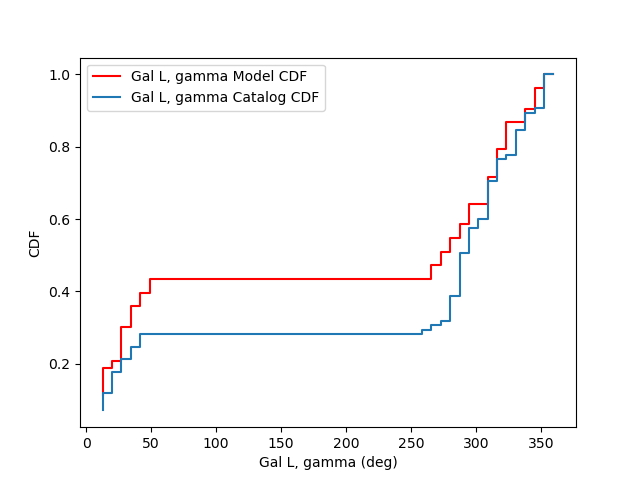 Gal L, gamma Model CDF
Gal L, gamma Catalog CDF
CDF
1.0
0.8
0.6
0.4
0.2
0 50 100 150 200 250 300 350
Gal L, gamma (deg)